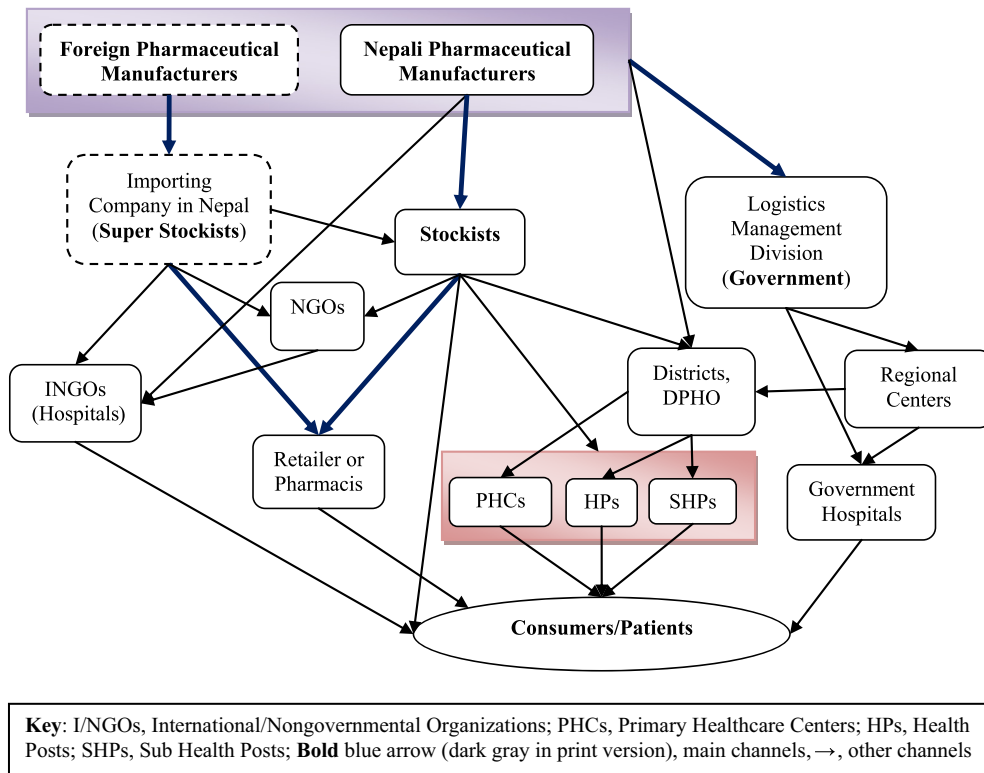 Foreign Pharmaceutical
Manufacturers
Nepali Pharmaceutical
Manufacturers
Importing
Company in Nepal
(Super Stockists)
Stockists
Logistics
Management
Division
(Government)
NGOs
INGOs
(Hospitals)
Districts,
DPHO
Regional
Centers
Retailer or
Pharmacis
PHCs
HPs
SHPs
Government
Hospitals
Consumers/Patients
Key: I/NGOs, International/Nongovernmental Organizations; PHCs, Primary Healthcare Centers; HPs, Health
Posts; SHPs, Sub Health Posts; Bold blue arrow (dark gray in print version), main channels, →, other channels